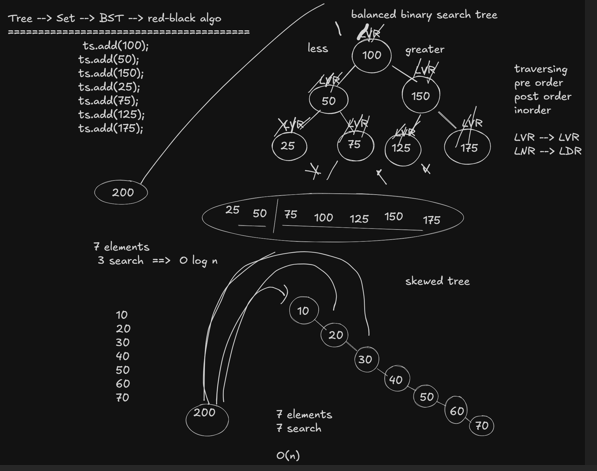 Tree --> Set --> BST --> red-black algo
========================================
ts.add(100);
ts.add(50);
ts.add(150);
ts.add(25);
ts.add(75);
ts.add(125);
ts.add(175);
200
balanced binary search tree
less
greater
LVR
100
LVR
50
LVR
150
LVR
25
LVR
75
LVR
125
LVR
175
traversing
pre order
post order
inorder
LVR --> LVR
LNR --> LDR
25 50 75 100 125 150 175
7 elements
3 search ==> O log n
skewed tree
10
20
30
40
50
60
70
10
20
30
40
50
60
70
200
7 elements
7 search
O(n)